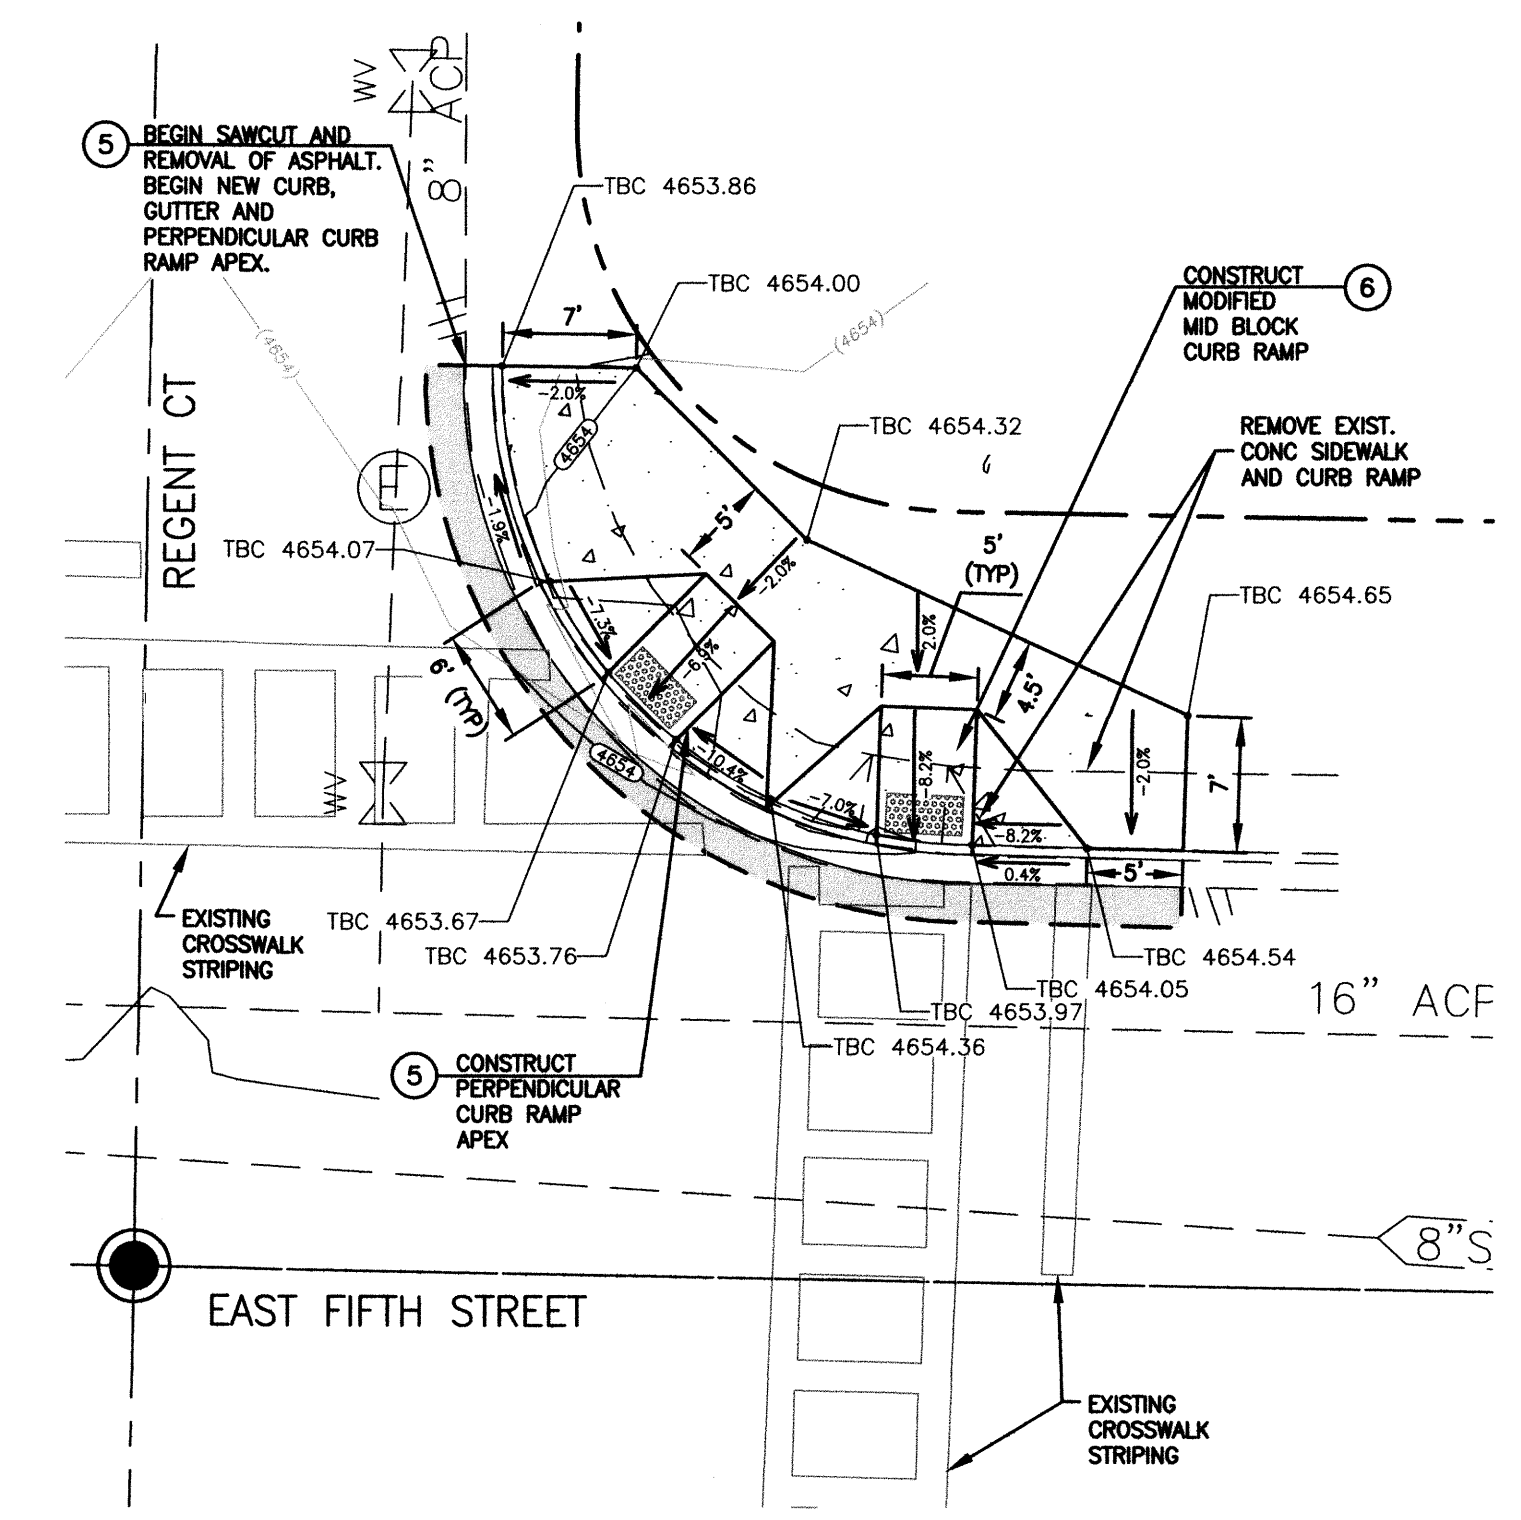 WV
8" ACP
5
BEGIN SAWCUT AND
REMOVAL OF ASPHALT.
BEGIN NEW CURB,
GUTTER AND
PERPENDICULAR CURB
RAMP APEX.
TBC 4653.86
TBC 4654.00
7'
(4654)
(4654)
CONSTRUCT
MODIFIED
MID BLOCK
CURB RAMP
6
REGENT CT
-2.0%
4654
TBC 4654.32
REMOVE EXIST.
CONC SIDEWALK
AND CURB RAMP
E
-1.9%
5'
TBC 4654.07
-2.0%
5'
(TYP)
TBC 4654.65
-7.3%
2.0%
6' (TYP)
-6.9%
4.5'
4654
-10.4%
-8.2%
-2.0%
7'
WV
-7.0%
-8.2%
0.4%
5'
EXISTING
CROSSWALK
STRIPING
TBC 4653.67
TBC 4653.76
TBC 4654.54
TBC 4654.05
TBC 4653.97
TBC 4654.36
16" ACP
5
CONSTRUCT
PERPENDICULAR
CURB RAMP
APEX
8"S
EAST FIFTH STREET
EXISTING
CROSSWALK
STRIPING